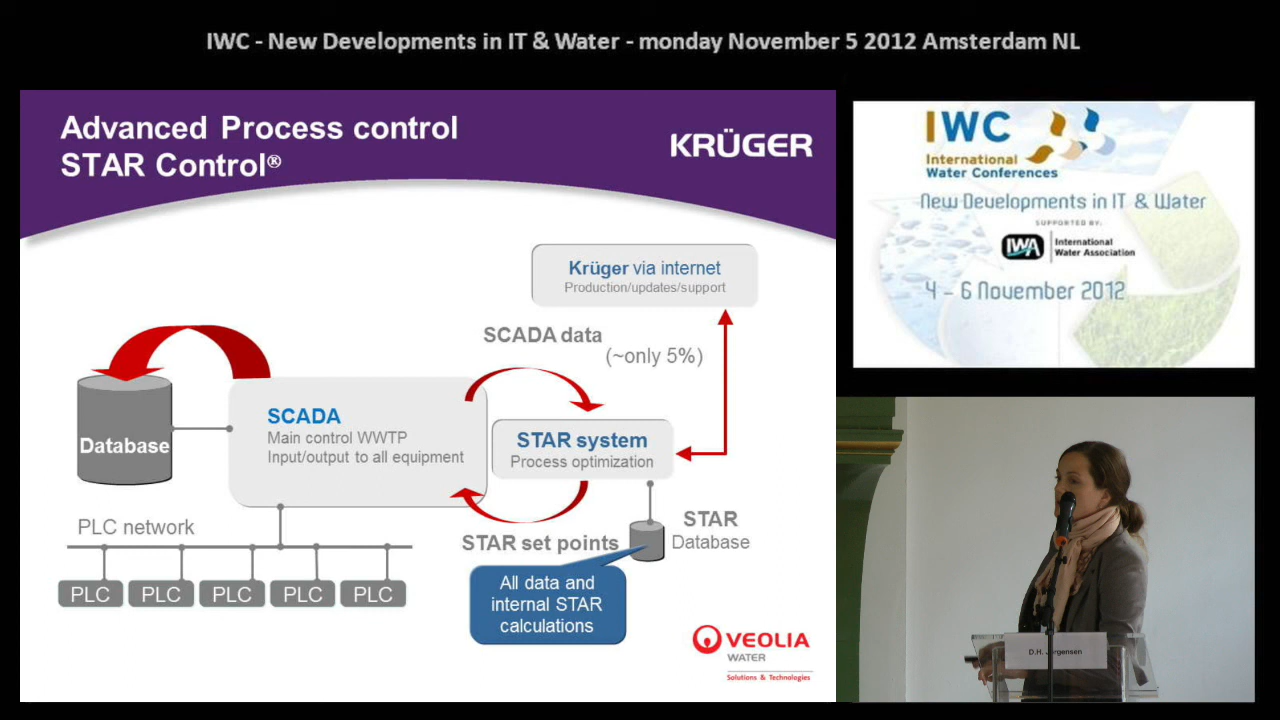 IWC - New Developments in IT & Water - monday November 5 2012 Amsterdam NL
Advanced Process control
STAR Control®
KRÜGER
Krüger via internet
Production/updates/support
SCADA data
(~only 5%)
Database
SCADA
Main control WWTP
Input/output to all equipment
STAR system
Process optimization
PLC network
STAR set points
STAR
Database
PLC
PLC
PLC
PLC
PLC
All data and
internal STAR
calculations
VEOLIA
WATER
Solutions & Technologies
IWC
International
Water Conferences
New Developments in IT & Water
SUPPORTED BY:
IWA
International
Water Association
4 - 6 November 2012
D.H. Jørgensen